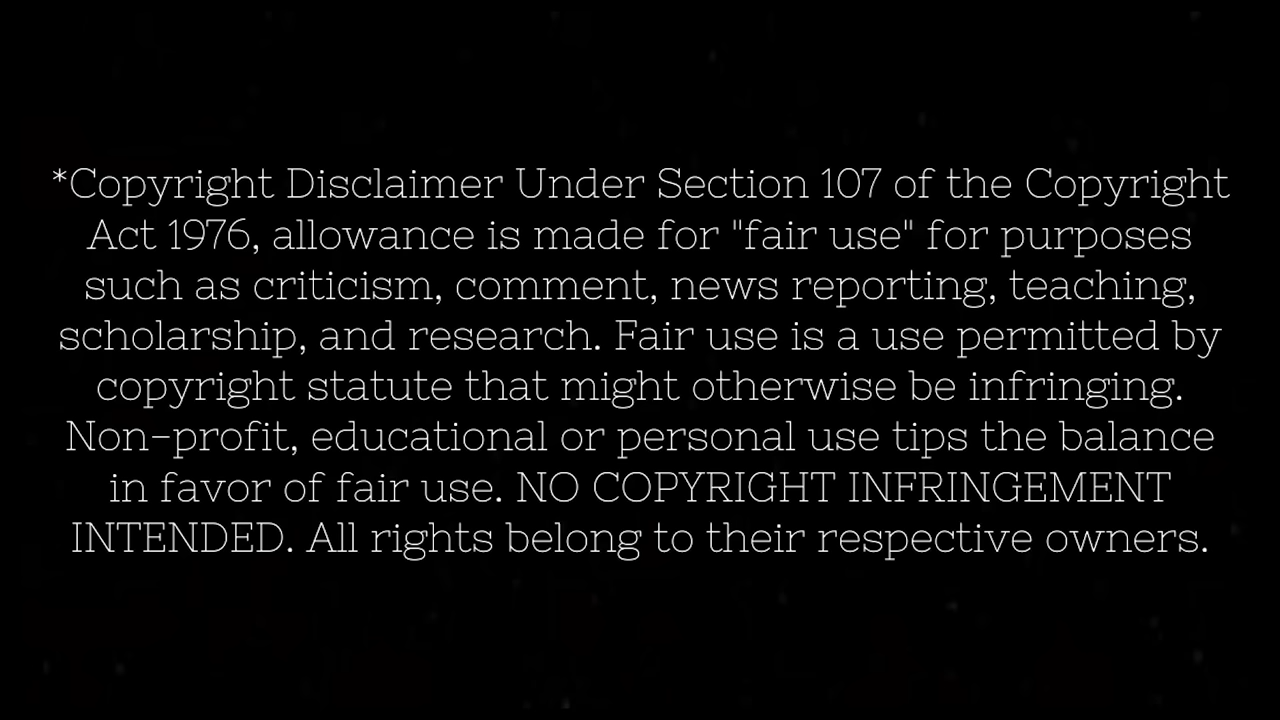 *Copyright Disclaimer Under Section 107 of the Copyright
Act 1976, allowance is made for "fair use" for purposes
such as criticism, comment, news reporting, teaching,
scholarship, and research. Fair use is a use permitted by
copyright statute that might otherwise be infringing.
Non-profit, educational or personal use tips the balance
in favor of fair use. NO COPYRIGHT INFRINGEMENT
INTENDED. All rights belong to their respective owners.